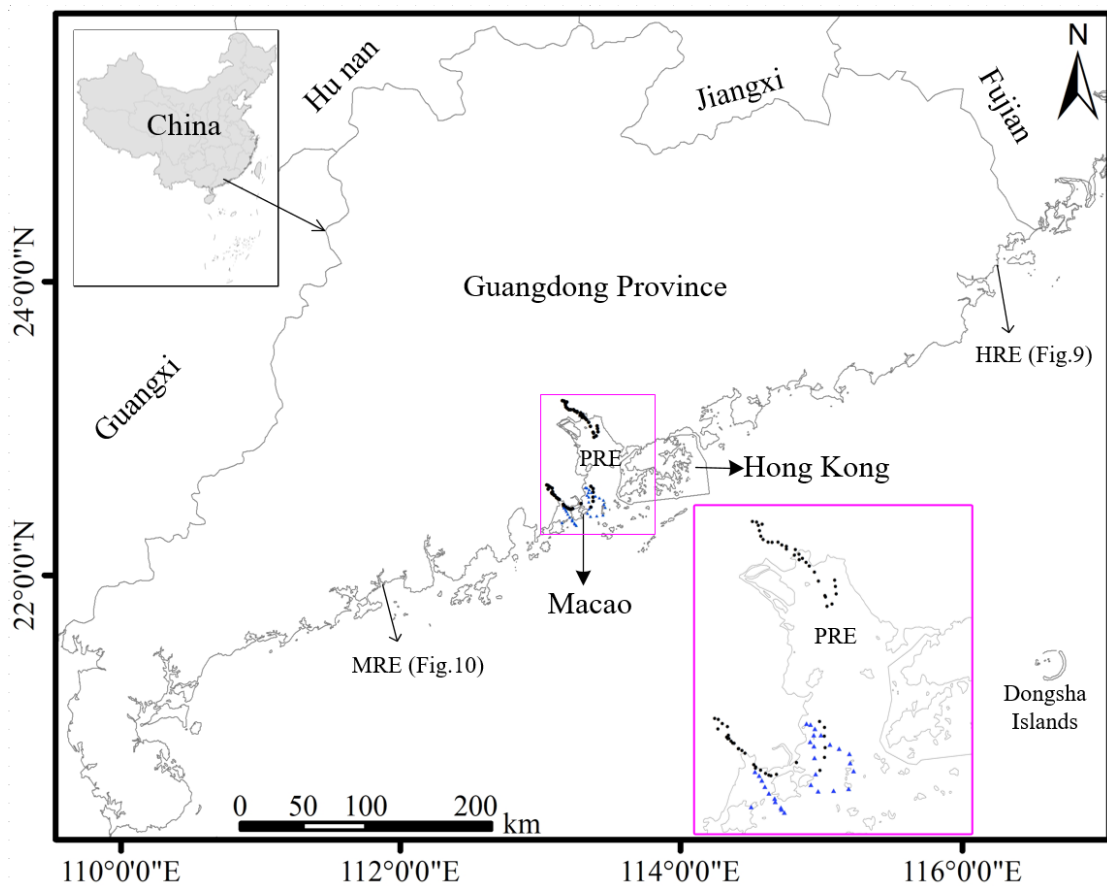 N
Hu nan
Jiangxi
Fujian
China
24°0'0"N
Guangdong Province
HRE (Fig.9)
Guangxi
PRE
Hong Kong
22°0'0"N
Macao
PRE
MRE (Fig.10)
Dongsha
Islands
0 50 100 200
km
110°0'0"E 112°0'0"E 114°0'0"E 116°0'0"E